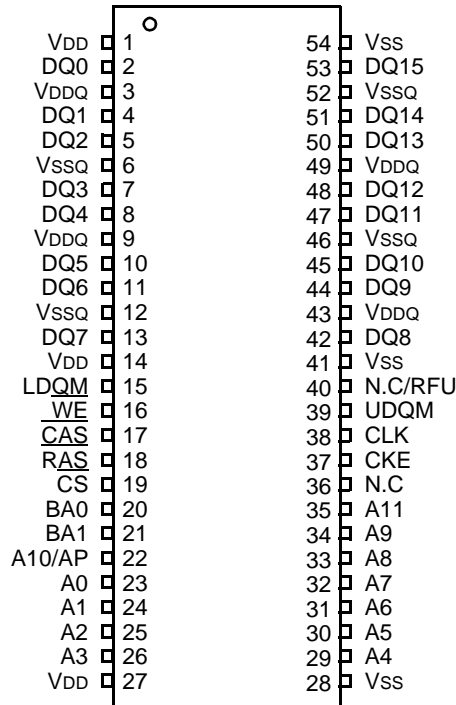 VDD 1 54 VSS
DQ0 2 53 DQ15
VDDQ 3 52 VSSQ
DQ1 4 51 DQ14
DQ2 5 50 DQ13
VSSQ 6 49 VDDQ
DQ3 7 48 DQ12
DQ4 8 47 DQ11
VDDQ 9 46 VSSQ
DQ5 10 45 DQ10
DQ6 11 44 DQ9
VSSQ 12 43 VDDQ
DQ7 13 42 DQ8
VDD 14 41 VSS
LDQM 15 40 N.C/RFU
WE 16 39 UDQM
CAS 17 38 CLK
RAS 18 37 CKE
CS 19 36 N.C
BA0 20 35 A11
BA1 21 34 A9
A10/AP 22 33 A8
A0 23 32 A7
A1 24 31 A6
A2 25 30 A5
A3 26 29 A4
VDD 27 28 VSS